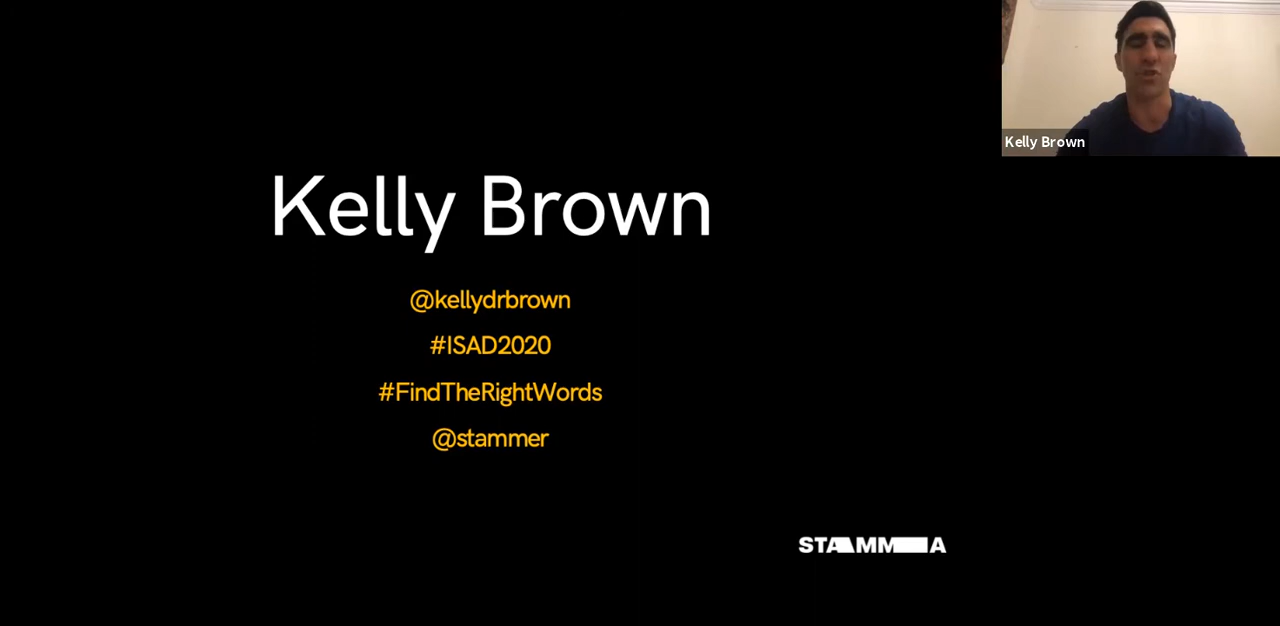 Kelly Brown
Kelly Brown
@kellydrbrown
#ISAD2020
#FindTheRightWords
@stammer
STAMMA